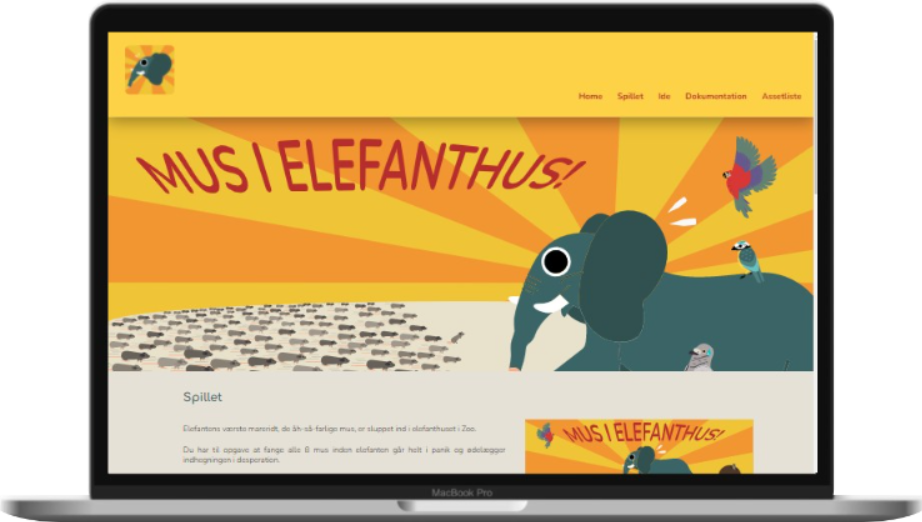 Home Spillet Ide Dokumentation Assetliste
MUS I ELEFANTHUS!
Spillet
Elefantens værste mareridt, de åh-så-farlige mus, er sluppet ind i elefanthuset i Zoo.
Du har til opgave at fange alle 8 mus inden elefanten går helt i panik og ødelægger
indhegningen i desperation.
MUS I ELEFANTHUS!
MacBook Pro